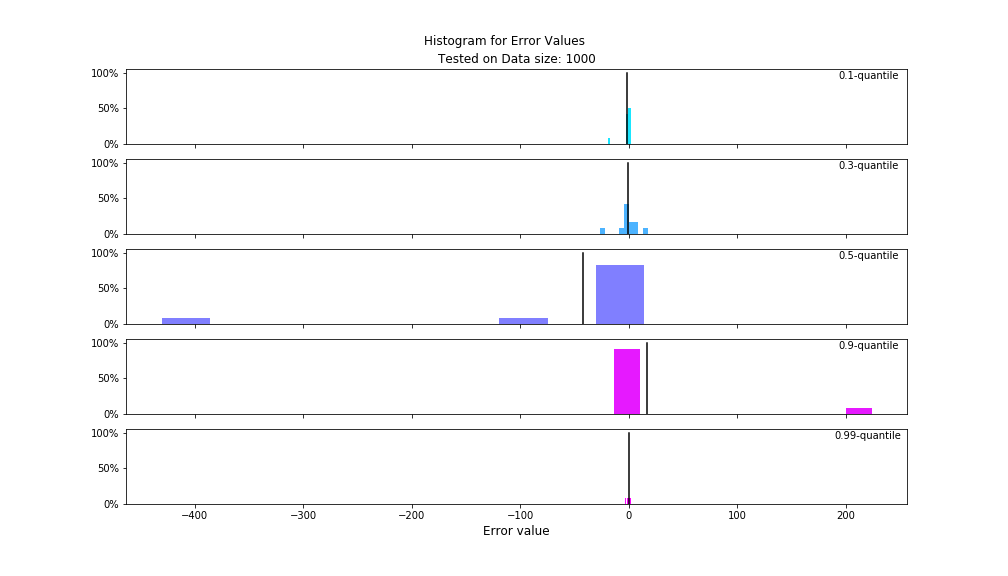 Histogram for Error Values
Tested on Data size: 1000
100%
0.1-quantile
50%
0%
100%
0.3-quantile
50%
0%
100%
0.5-quantile
50%
0%
100%
0.9-quantile
50%
0%
100%
0.99-quantile
50%
0%
−400 −300 −200 −100 0 100 200
Error value